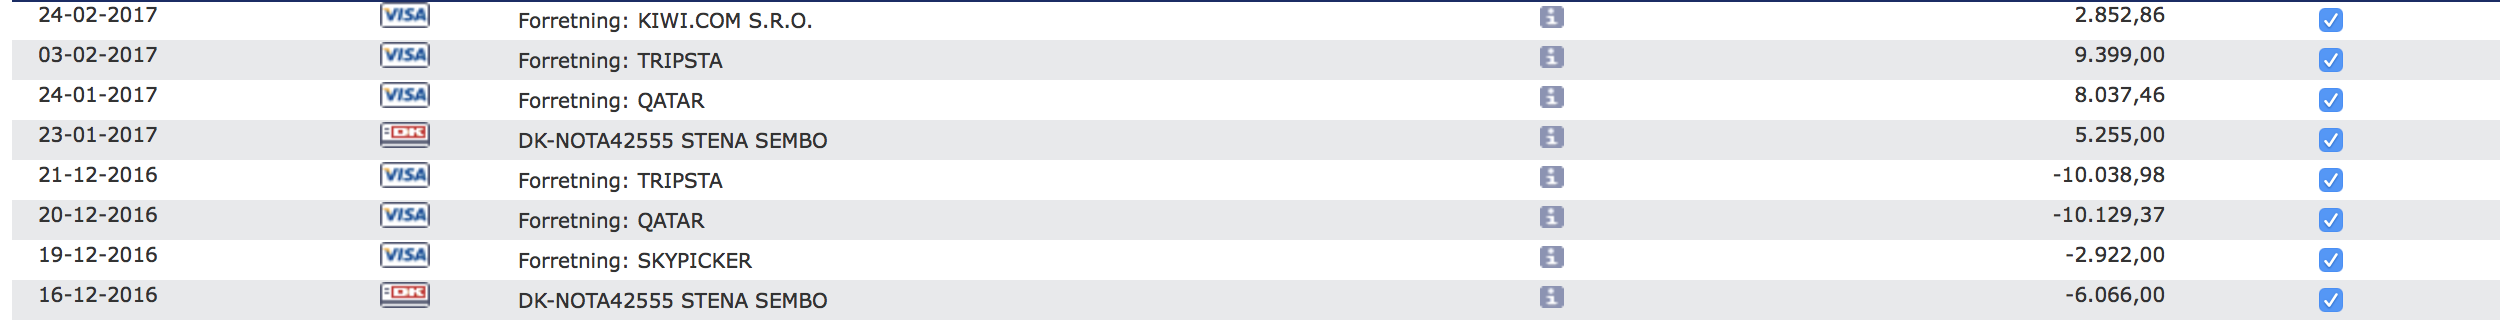 24-02-2017 VISA Forretning: KIWI.COM S.R.O. i 2.852,86
03-02-2017 VISA Forretning: TRIPSTA i 9.399,00
24-01-2017 VISA Forretning: QATAR i 8.037,46
23-01-2017 DK DK-NOTA42555 STENA SEMBO i 5.255,00
21-12-2016 VISA Forretning: TRIPSTA i -10.038,98
20-12-2016 VISA Forretning: QATAR i -10.129,37
19-12-2016 VISA Forretning: SKYPICKER i -2.922,00
16-12-2016 DK DK-NOTA42555 STENA SEMBO i -6.066,00